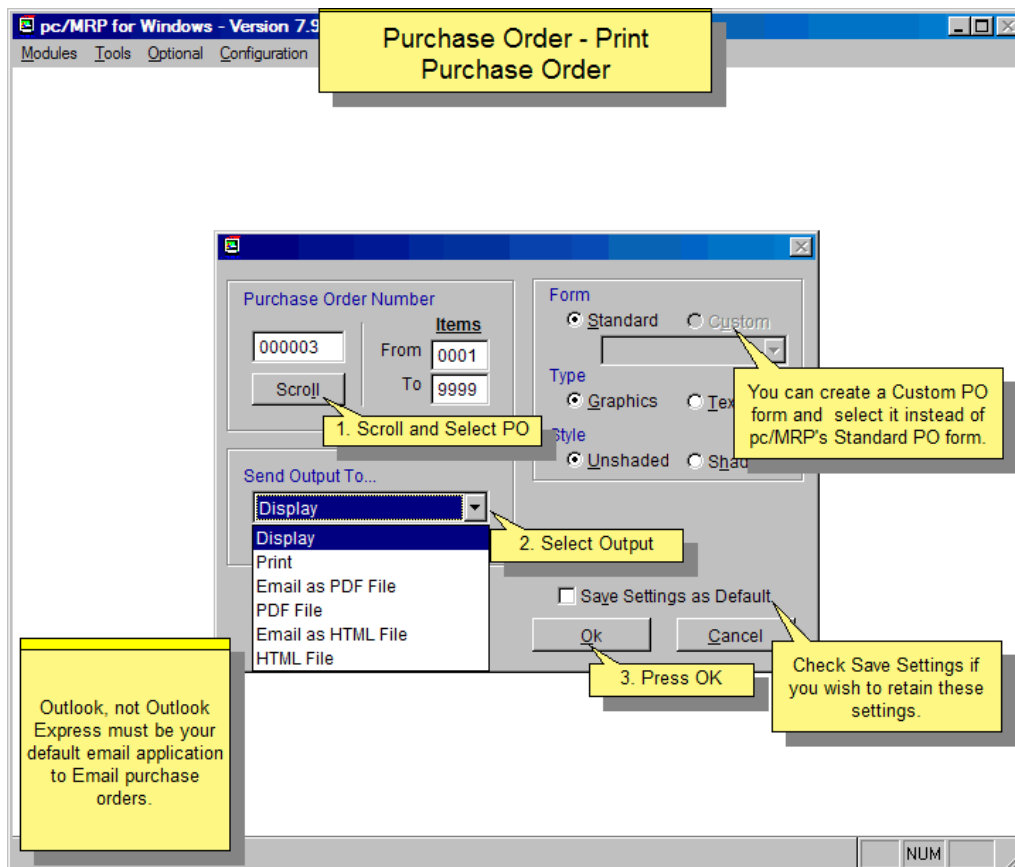 pc/MRP for Windows - Version 7.9
Purchase Order - Print
Purchase Order
Modules Tools Optional Configuration
Purchase Order Number
Items
000003
From 0001
To 9999
Scroll
1. Scroll and Select PO
Form
Standard Custom
Type
Graphics Tex
Style
Unshaded Shad
You can create a Custom PO
form and select it instead of
pc/MRP's Standard PO form.
Send Output To...
Display
Display
Print
Email as PDF File
PDF File
Email as HTML File
HTML File
2. Select Output
Save Settings as Default
Ok Cancel
3. Press OK
Check Save Settings if
you wish to retain these
settings.
Outlook, not Outlook
Express must be your
default email application
to Email purchase
orders.
NUM